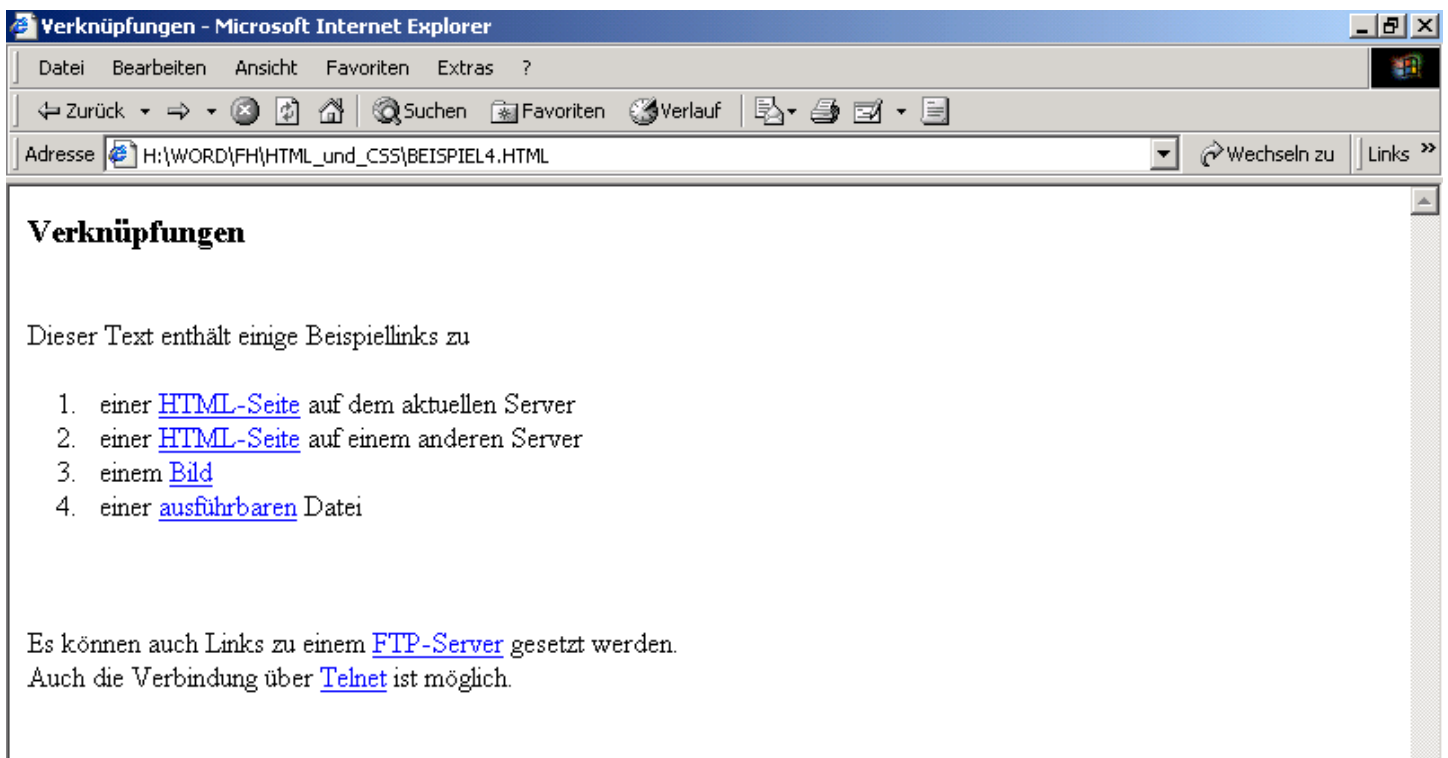 Verknüpfungen - Microsoft Internet Explorer
Datei Bearbeiten Ansicht Favoriten Extras ?
Zurück Suchen Favoriten Verlauf
Adresse H:\WORD\FH\HTML_und_CSS\BEISPIEL4.HTML Wechseln zu Links »
Verknüpfungen
Dieser Text enthält einige Beispiellinks zu
1. einer HTML-Seite auf dem aktuellen Server
2. einer HTML-Seite auf einem anderen Server
3. einem Bild
4. einer ausführbaren Datei
Es können auch Links zu einem FTP-Server gesetzt werden.
Auch die Verbindung über Telnet ist möglich.